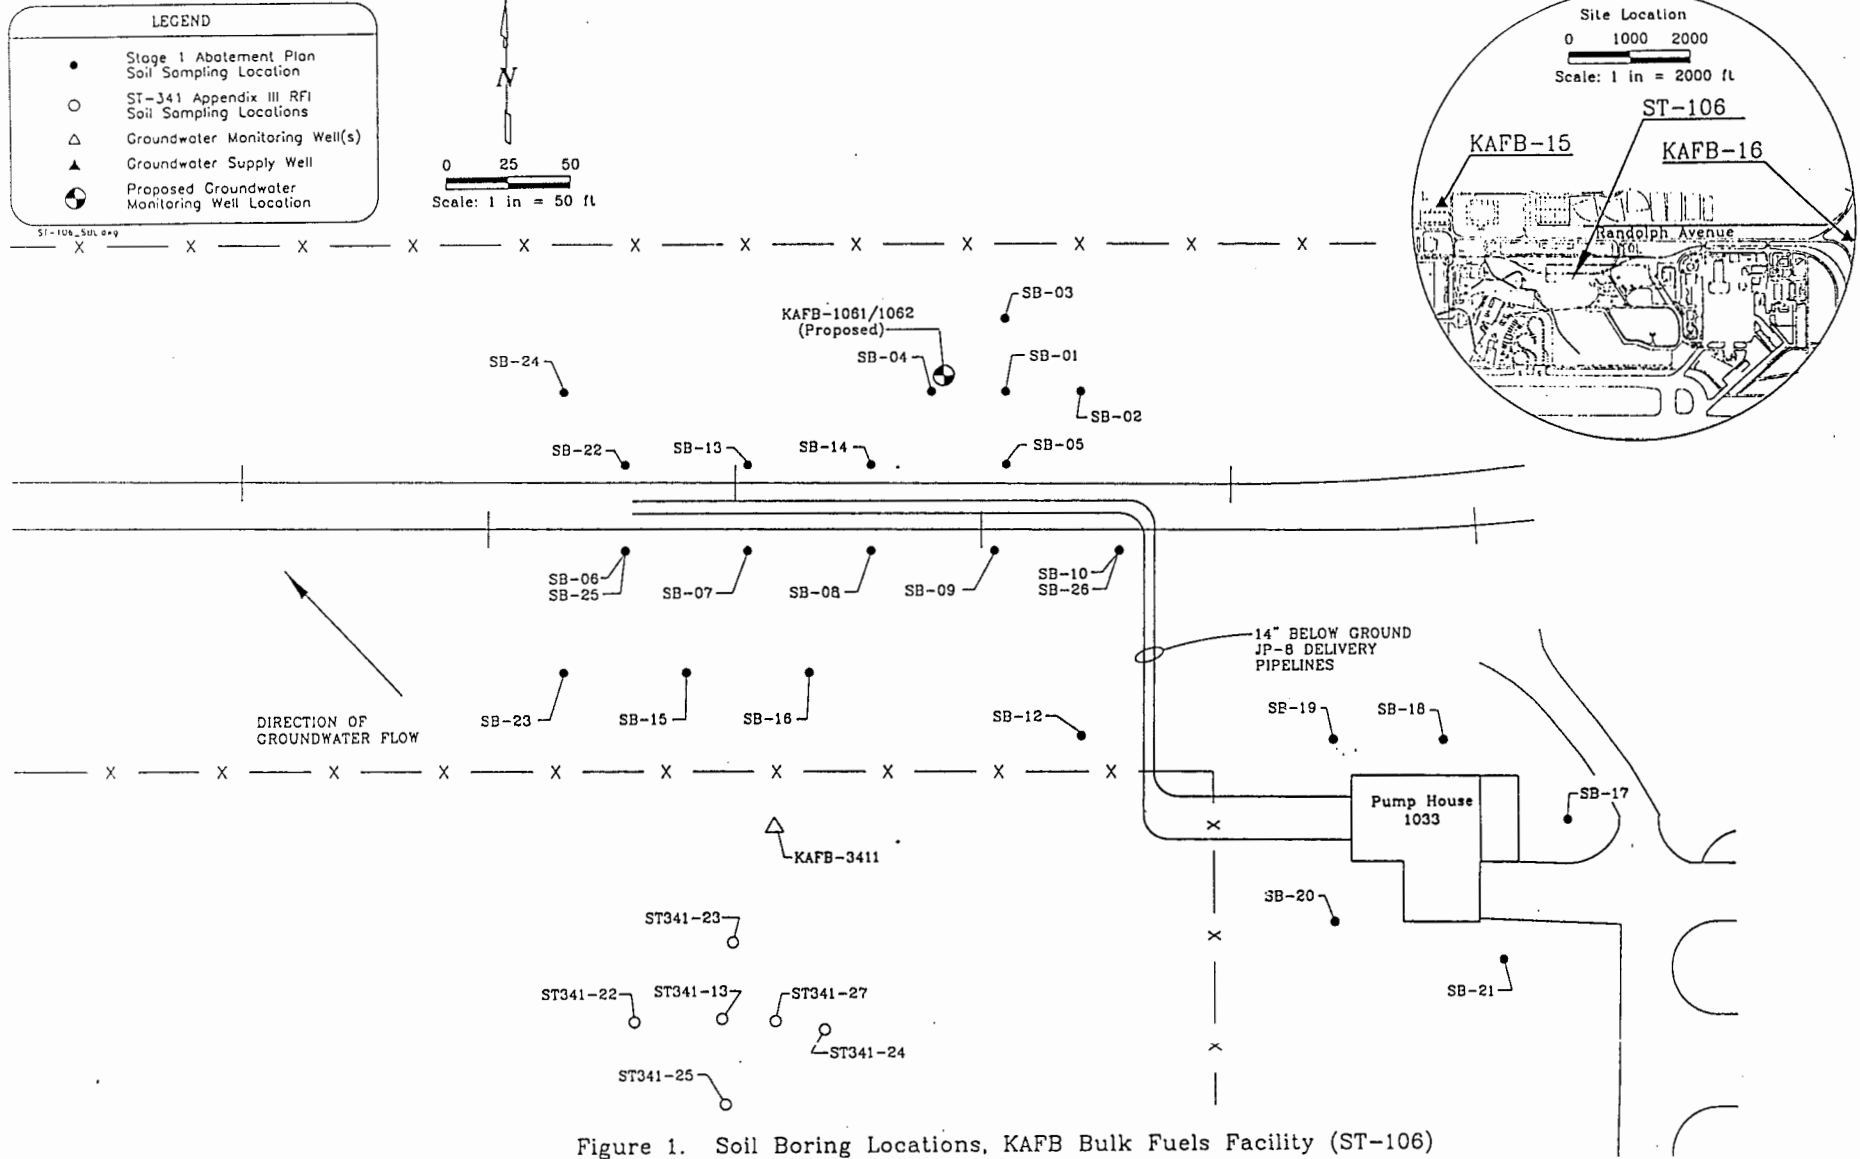 LEGEND
Stage 1 Abatement Plan
Soil Sampling Location
ST-341 Appendix III RFI
Soil Sampling Locations
Groundwater Monitoring Well(s)
Groundwater Supply Well
Proposed Groundwater
Monitoring Well Location
N
0 25 50
Scale: 1 in = 50 ft
Site Location
0 1000 2000
Scale: 1 in = 2000 ft
ST-106
KAFB-15
KAFB-16
Randolph Avenue
SB-03
KAFB-1061/1062
(Proposed)
SB-24
SB-04
SB-01
SB-02
SB-22
SB-13
SB-14
SB-05
SB-06
SB-25
SB-07
SB-08
SB-09
SB-10
SB-26
14" BELOW GROUND
JP-8 DELIVERY
PIPELINES
DIRECTION OF
GROUNDWATER FLOW
SB-23
SB-15
SB-16
SB-12
SB-19
SB-18
Pump House
1033
SB-17
KAFB-3411
SB-20
ST341-23
SB-21
ST341-22
ST341-13
ST341-27
ST341-24
ST341-25
Figure 1. Soil Boring Locations, KAFB Bulk Fuels Facility (ST-106)